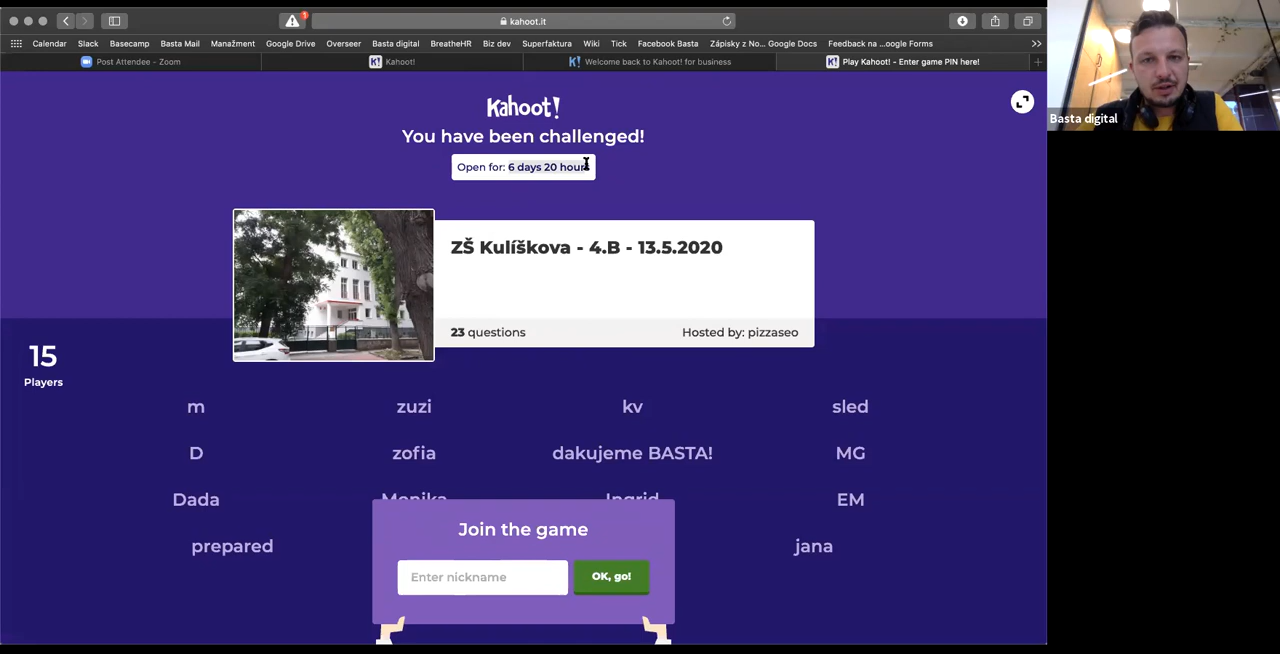 1
kahoot.it
Calendar Slack Basecamp Basta Mail Manažment Google Drive Overseer Basta digital BreatheHR Biz dev Superfaktura Wiki Tick Facebook Basta Zápisky z No... Google Docs Feedback na ...oogle Forms
Post Attendee - Zoom K! Kahoot! K! Welcome back to Kahoot! for business K! Play Kahoot! - Enter game PIN here!
Basta digital
Kahoot!
You have been challenged!
Open for: 6 days 20 hour
ZŠ Kulíškova - 4.B - 13.5.2020
23 questions Hosted by: pizzaseo
15
Players
m zuzi kv sled
D zofia dakujeme BASTA! MG
Dada Monika Ingrid EM
prepared jana
Join the game
Enter nickname OK, go!